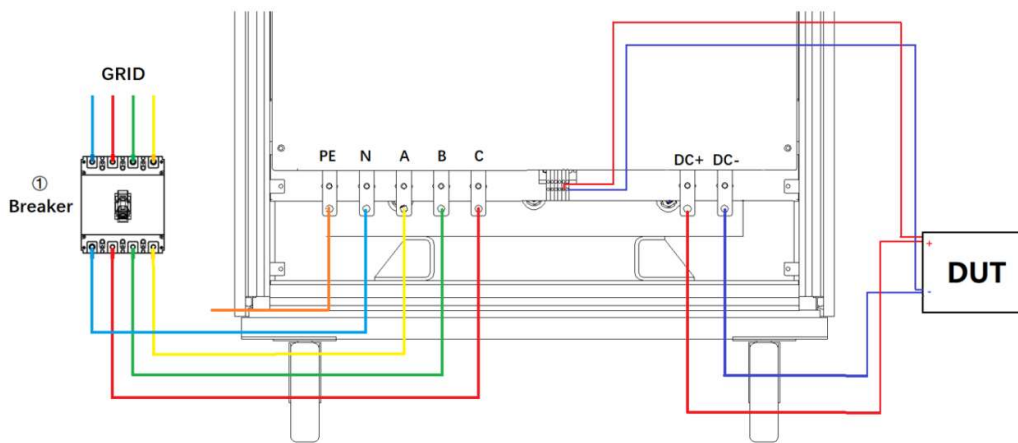 GRID
①
Breaker
PE N A B C DC+ DC-
+
DUT
-